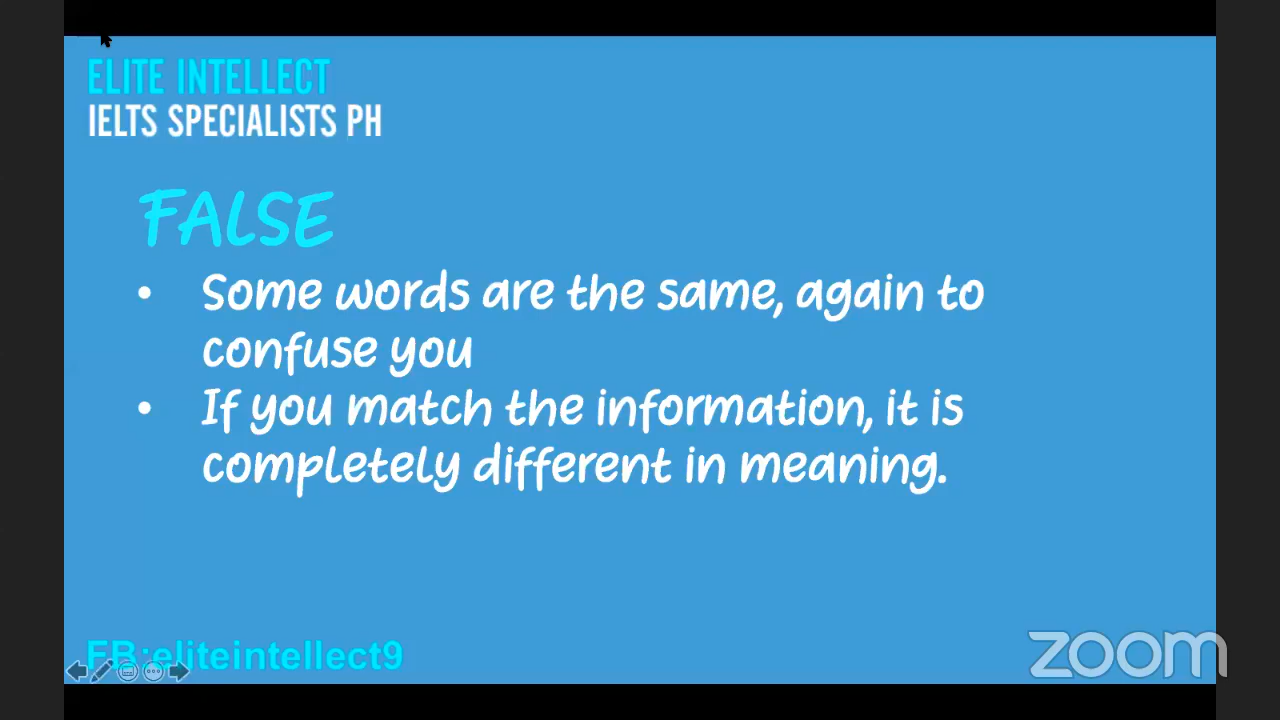 ELITE INTELLECT
IELTS SPECIALISTS PH
FALSE
• Some words are the same, again to
confuse you
• If you match the information, it is
completely different in meaning.
FB:eliteintellect9
zoom